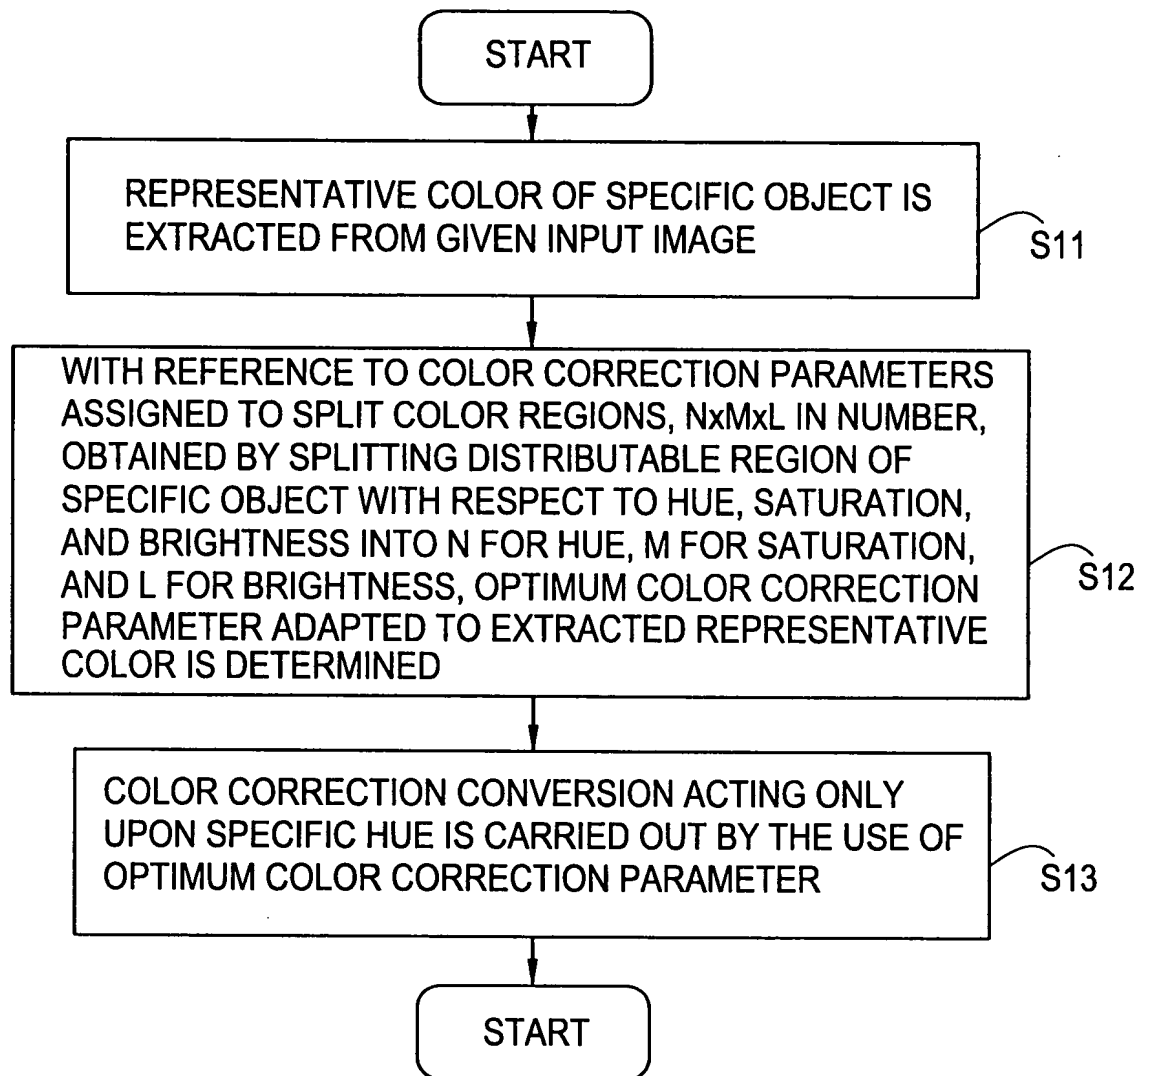 START
REPRESENTATIVE COLOR OF SPECIFIC OBJECT IS
EXTRACTED FROM GIVEN INPUT IMAGE
S11
WITH REFERENCE TO COLOR CORRECTION PARAMETERS
ASSIGNED TO SPLIT COLOR REGIONS, NxMxL IN NUMBER,
OBTAINED BY SPLITTING DISTRIBUTABLE REGION OF
SPECIFIC OBJECT WITH RESPECT TO HUE, SATURATION,
AND BRIGHTNESS INTO N FOR HUE, M FOR SATURATION,
AND L FOR BRIGHTNESS, OPTIMUM COLOR CORRECTION
PARAMETER ADAPTED TO EXTRACTED REPRESENTATIVE
COLOR IS DETERMINED
S12
COLOR CORRECTION CONVERSION ACTING ONLY
UPON SPECIFIC HUE IS CARRIED OUT BY THE USE OF
OPTIMUM COLOR CORRECTION PARAMETER
S13
START